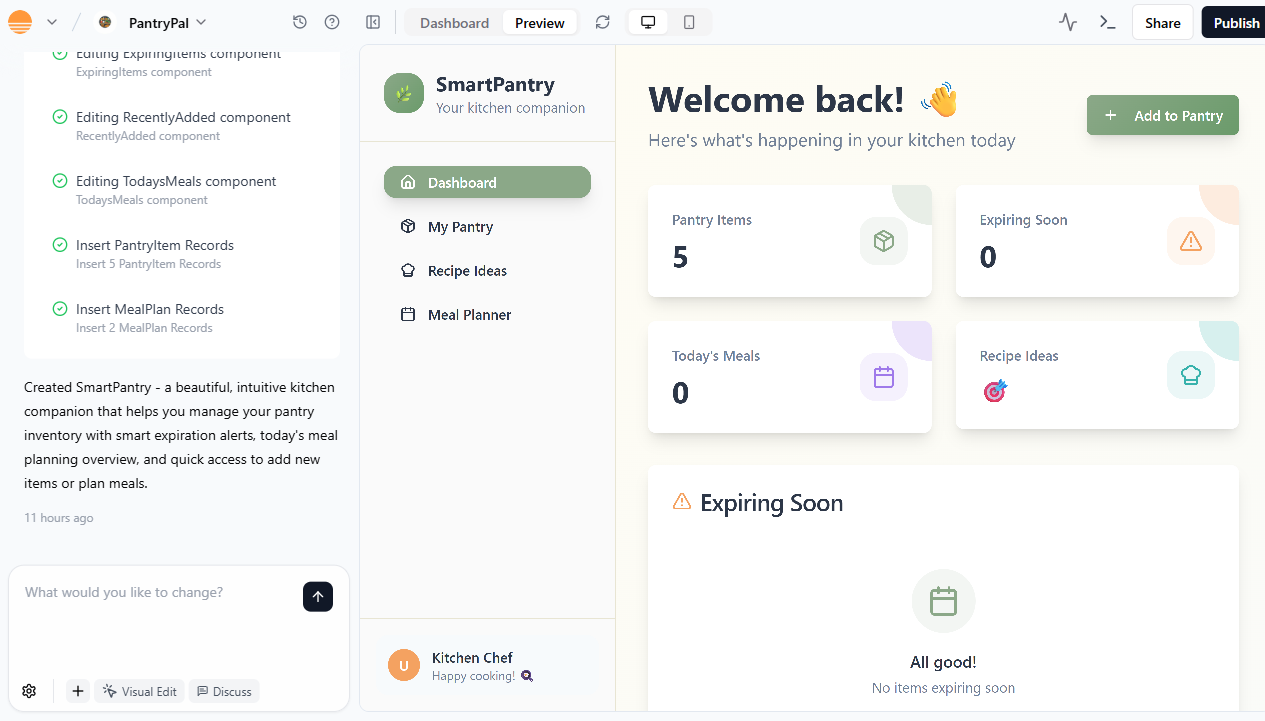 PantryPal
Dashboard
Preview
Share
Publish
Editing ExpiringItems component
ExpiringItems component
Editing RecentlyAdded component
RecentlyAdded component
Editing TodaysMeals component
TodaysMeals component
Insert PantryItem Records
Insert 5 PantryItem Records
Insert MealPlan Records
Insert 2 MealPlan Records
Created SmartPantry - a beautiful, intuitive kitchen
companion that helps you manage your pantry
inventory with smart expiration alerts, today's meal
planning overview, and quick access to add new
items or plan meals.
11 hours ago
What would you like to change?
Visual Edit
Discuss
SmartPantry
Your kitchen companion
Dashboard
My Pantry
Recipe Ideas
Meal Planner
U
Kitchen Chef
Happy cooking! 🍳
Welcome back! 👋
Here's what's happening in your kitchen today
Add to Pantry
Pantry Items
5
Expiring Soon
0
Today's Meals
0
Recipe Ideas
🎯
Expiring Soon
All good!
No items expiring soon